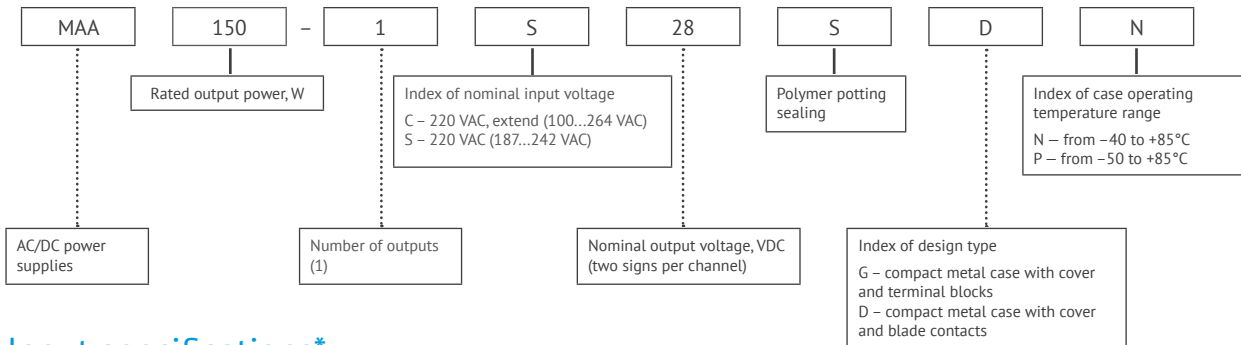 MAA 150 – 1 S 28 S D N
Rated output power, W
Index of nominal input voltage
C – 220 VAC, extend (100...264 VAC)
S – 220 VAC (187...242 VAC)
Polymer potting
sealing
Index of case operating
temperature range
N — from –40 to +85°C
P — from –50 to +85°C
AC/DC power
supplies
Number of outputs
(1)
Nominal output voltage, VDC
(two signs per channel)
Index of design type
G – compact metal case with cover
and terminal blocks
D – compact metal case with cover
and blade contacts